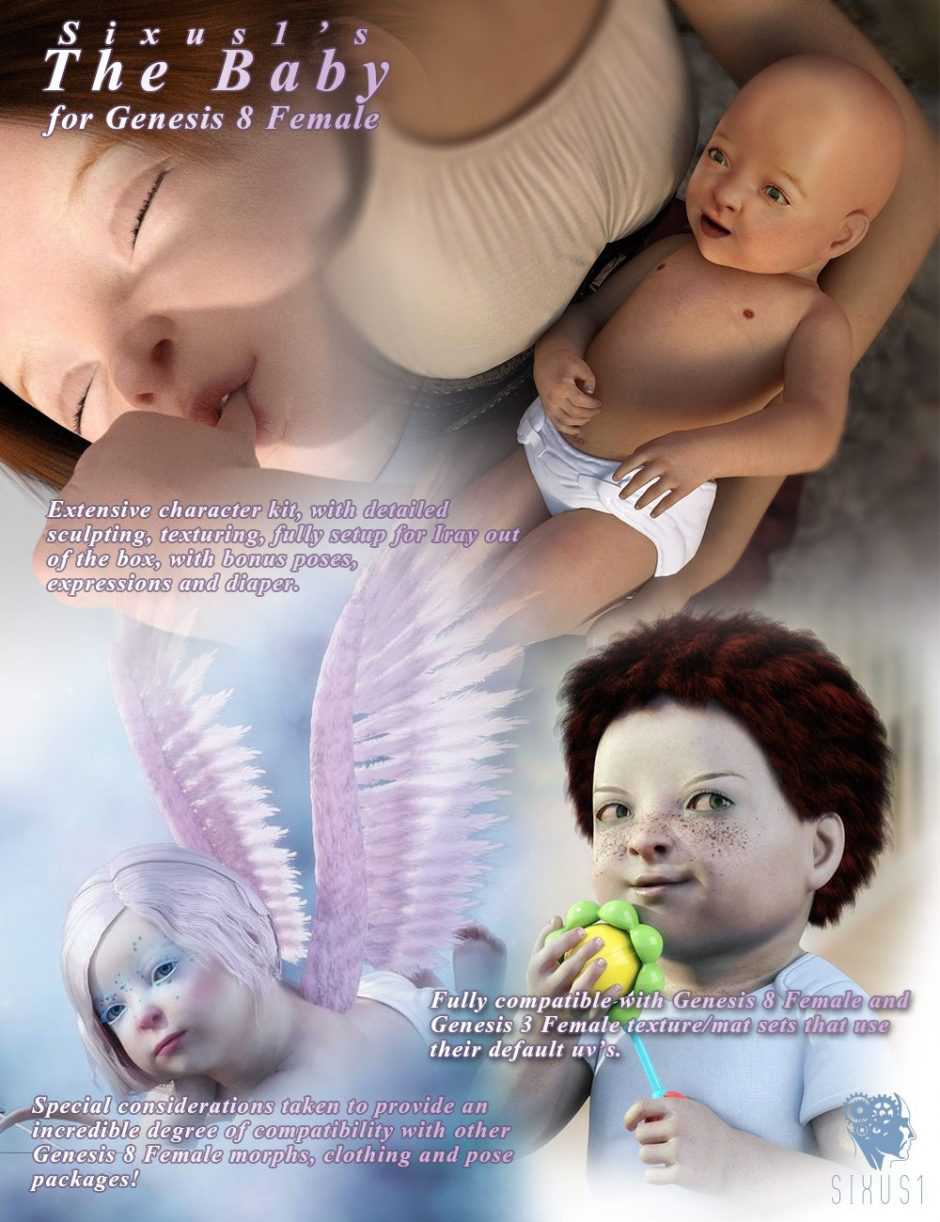 Sixus1's
The Baby
for Genesis 8 Female
Extensive character kit, with detailed
sculpting, texturing, fully setup for Iray out
of the box, with bonus poses,
expressions and diaper.
Fully compatible with Genesis 8 Female and
Genesis 3 Female texture/mat sets that use
their default uv's.
Special considerations taken to provide an
incredible degree of compatibility with other
Genesis 8 Female morphs, clothing and pose
packages!
SIXUS1